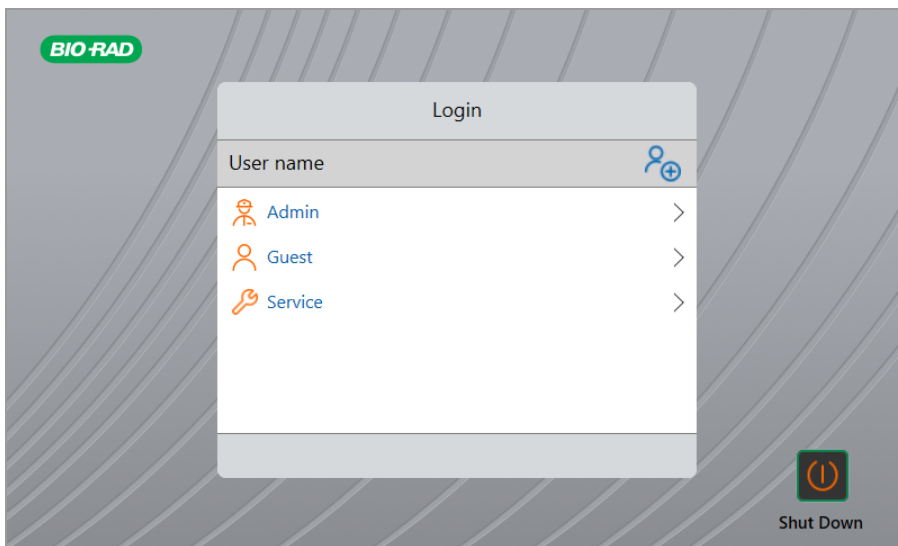 BIO-RAD
Login
User name
Admin
Guest
Service
Shut Down